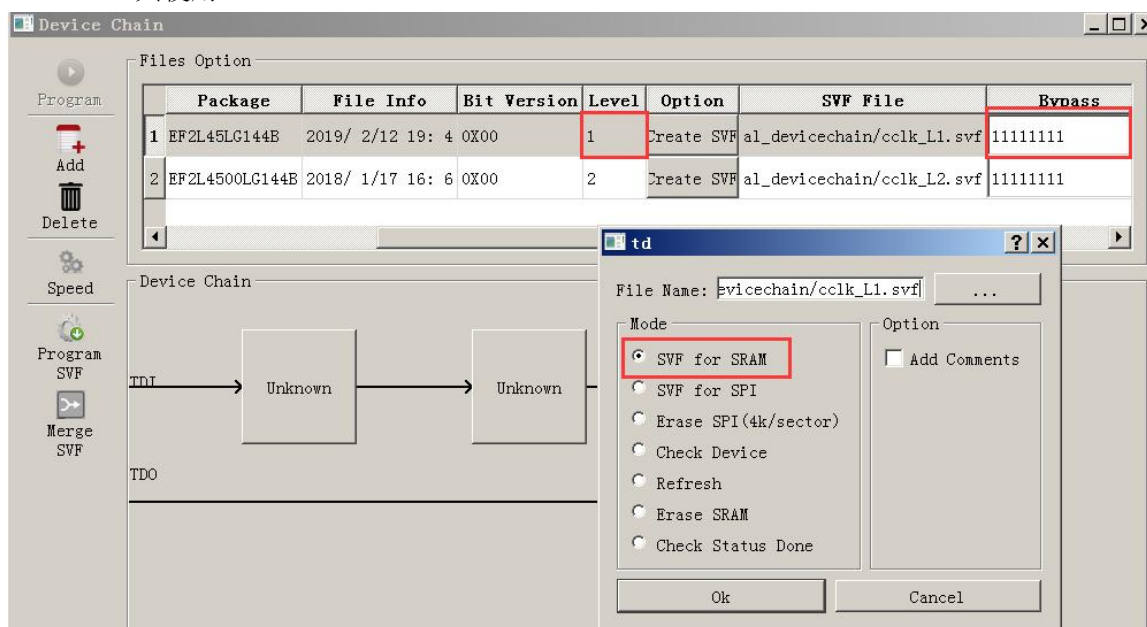 Device Chain
Files Option
Program
Package File Info Bit Version Level Option SVF File Bypass
1 EF2L45LG144B 2019/ 2/12 19: 4 0X00 1 Create SVF al_devicechain/cclk_L1.svf 11111111
Add
2 EF2L4500LG144B 2018/ 1/17 16: 6 0X00 2 Create SVF al_devicechain/cclk_L2.svf 11111111
Delete
td
Speed
Device Chain
File Name: evicechain/cclk_L1.svf ...
Mode
Option
Program
SVF
SVF for SRAM
Add Comments
TDI
Unknown
Unknown
SVF for SPI
Merge
SVF
Erase SPI(4k/sector)
Check Device
TDO
Refresh
Erase SRAM
Check Status Done
Ok
Cancel